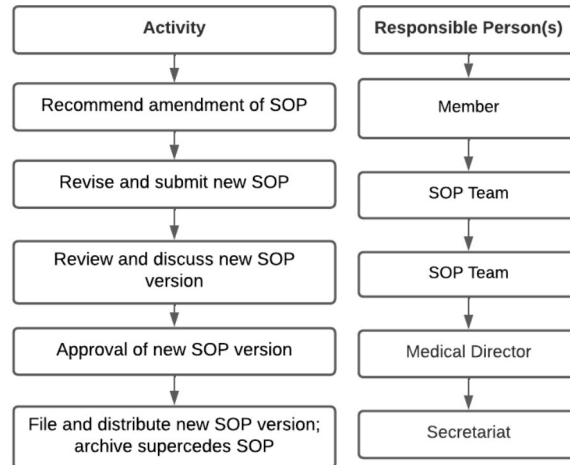 Activity
Responsible Person(s)
Recommend amendment of SOP
Member
Revise and submit new SOP
SOP Team
Review and discuss new SOP
version
SOP Team
Approval of new SOP version
Medical Director
File and distribute new SOP version;
archive supercedes SOP
Secretariat